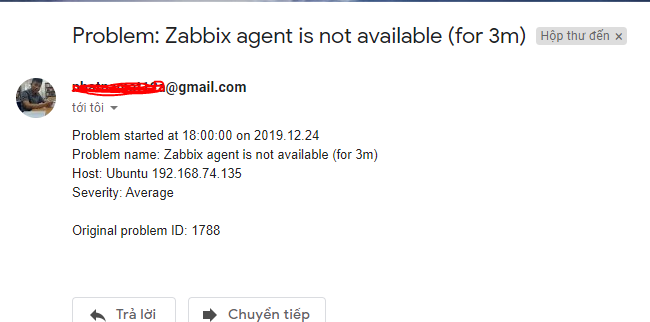 Problem: Zabbix agent is not available (for 3m) Hộp thư đến ×
@gmail.com
tới tôi
Problem started at 18:00:00 on 2019.12.24
Problem name: Zabbix agent is not available (for 3m)
Host: Ubuntu 192.168.74.135
Severity: Average
Original problem ID: 1788
Trả lời
Chuyển tiếp